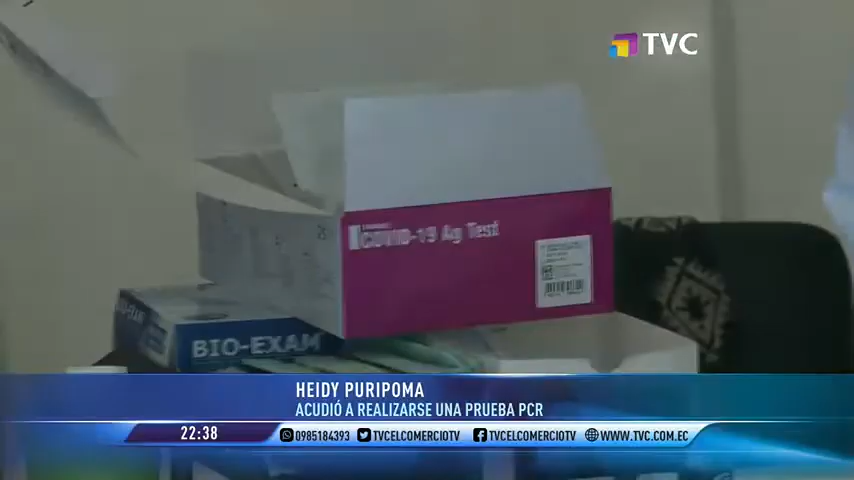 TVC
COVID-19 Ag Test
BIO-EXAM
HEIDY PURIPOMA
ACUDIÓ A REALIZARSE UNA PRUEBA PCR
22:38
0985184393 TVCELCOMERCIOTV TVCELCOMERCIOTV WWW.TVC.COM.EC